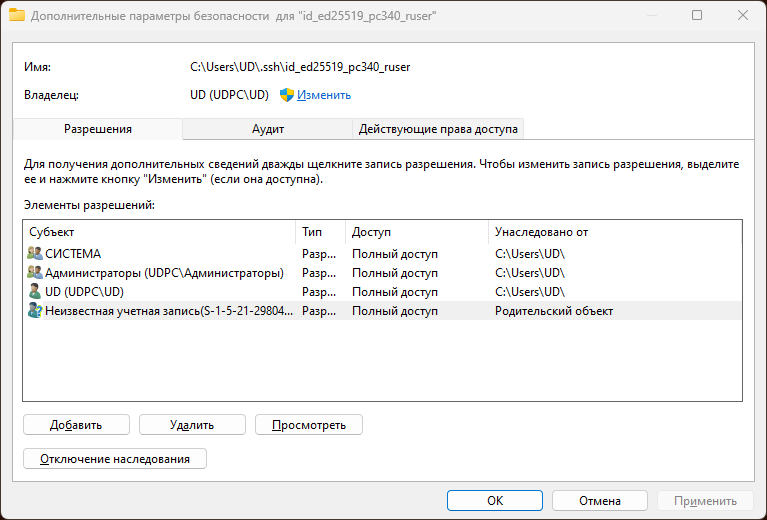 Дополнительные параметры безопасности для "id_ed25519_pc340_ruser"
Имя: C:\Users\UD\.ssh\id_ed25519_pc340_ruser
Владелец: UD (UDPC\UD) Изменить
Разрешения Аудит Действующие права доступа
Для получения дополнительных сведений дважды щелкните запись разрешения. Чтобы изменить запись разрешения, выделите
ее и нажмите кнопку "Изменить" (если она доступна).
Элементы разрешений:
Субъект Тип Доступ Унаследовано от
СИСТЕМА Разр... Полный доступ C:\Users\UD\
Администраторы (UDPC\Администраторы) Разр... Полный доступ C:\Users\UD\
UD (UDPC\UD) Разр... Полный доступ C:\Users\UD\
Неизвестная учетная запись(S-1-5-21-29804... Разр... Полный доступ Родительский объект
Добавить Удалить Просмотреть
Отключение наследования
ОК Отмена Применить